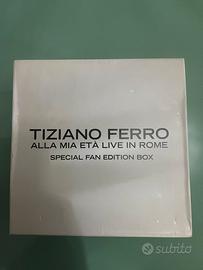 TIZIANO FERRO
ALLA MIA ETÀ LIVE IN ROME
SPECIAL FAN EDITION BOX
subito